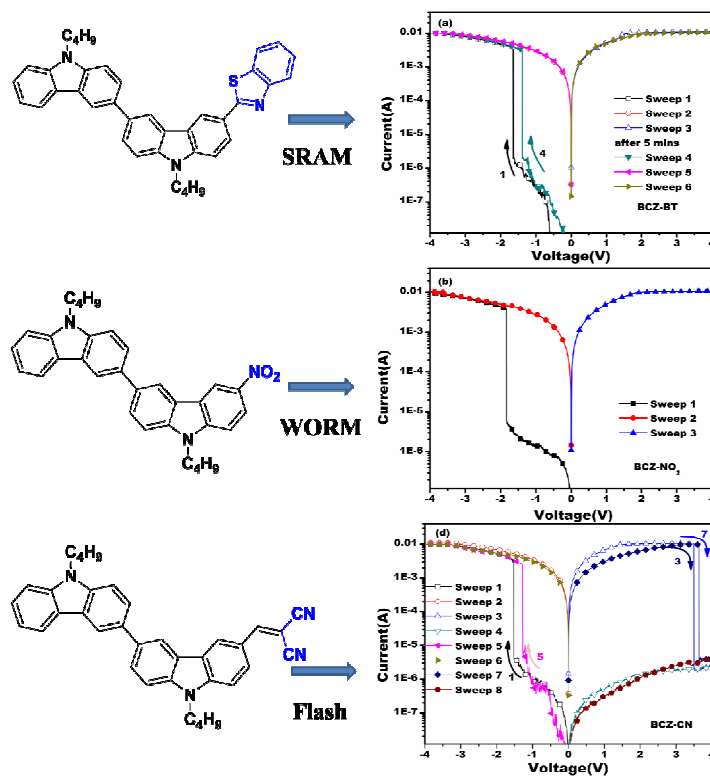 C₄H₉
N
S
N
N
C₄H₉
SRAM
(a)
Current(A)
0.01
1E-3
1E-4
1E-5
1E-6
1E-7
Sweep 1
Sweep 2
Sweep 3
after 5 mins
Sweep 4
Sweep 5
Sweep 6
1
4
BCZ-BT
-4 -3 -2 -1 0 1 2 3 4
Voltage(V)
C₄H₉
N
NO₂
N
C₄H₉
WORM
(b)
Current(A)
0.01
1E-3
1E-4
1E-5
1E-6
Sweep 1
Sweep 2
Sweep 3
BCZ-NO₂
-4 -3 -2 -1 0 1 2 3 4
Voltage(V)
C₄H₉
N
CN
CN
N
C₄H₉
Flash
(d)
Current(A)
0.01
1E-3
1E-4
1E-5
1E-6
1E-7
Sweep 1
Sweep 2
Sweep 3
Sweep 4
Sweep 5
Sweep 6
Sweep 7
Sweep 8
1
5
3
7
BCZ-CN
-4 -3 -2 -1 0 1 2 3 4
Voltage(V)